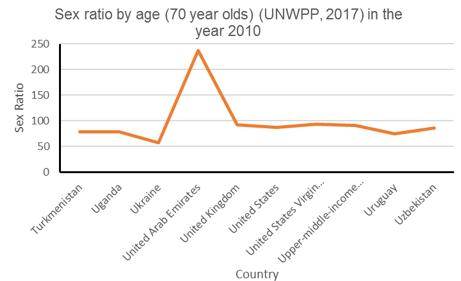 Sex ratio by age (70 year olds) (UNWPP, 2017) in the
year 2010
250
200
150
100
50
0
Sex Ratio
Turkmenistan
Uganda
Ukraine
United Arab Emirates
United Kingdom
United States
United States Virgin...
Upper-middle-income...
Uruguay
Uzbekistan
Country